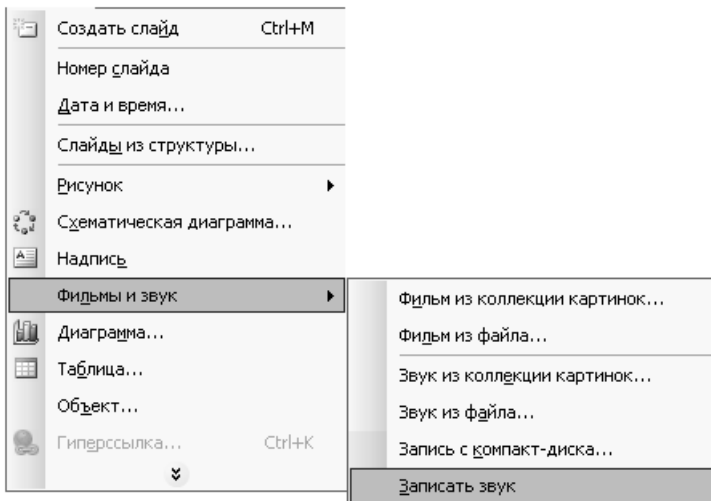 Создать слайд Ctrl+M
Номер слайда
Дата и время...
Слайды из структуры...
Рисунок
Схематическая диаграмма...
Надпись
Фильмы и звук
Диаграмма...
Таблица...
Объект...
Гиперссылка... Ctrl+K
Фильм из коллекции картинок...
Фильм из файла...
Звук из коллекции картинок...
Звук из файла...
Запись с компакт-диска...
Записать звук